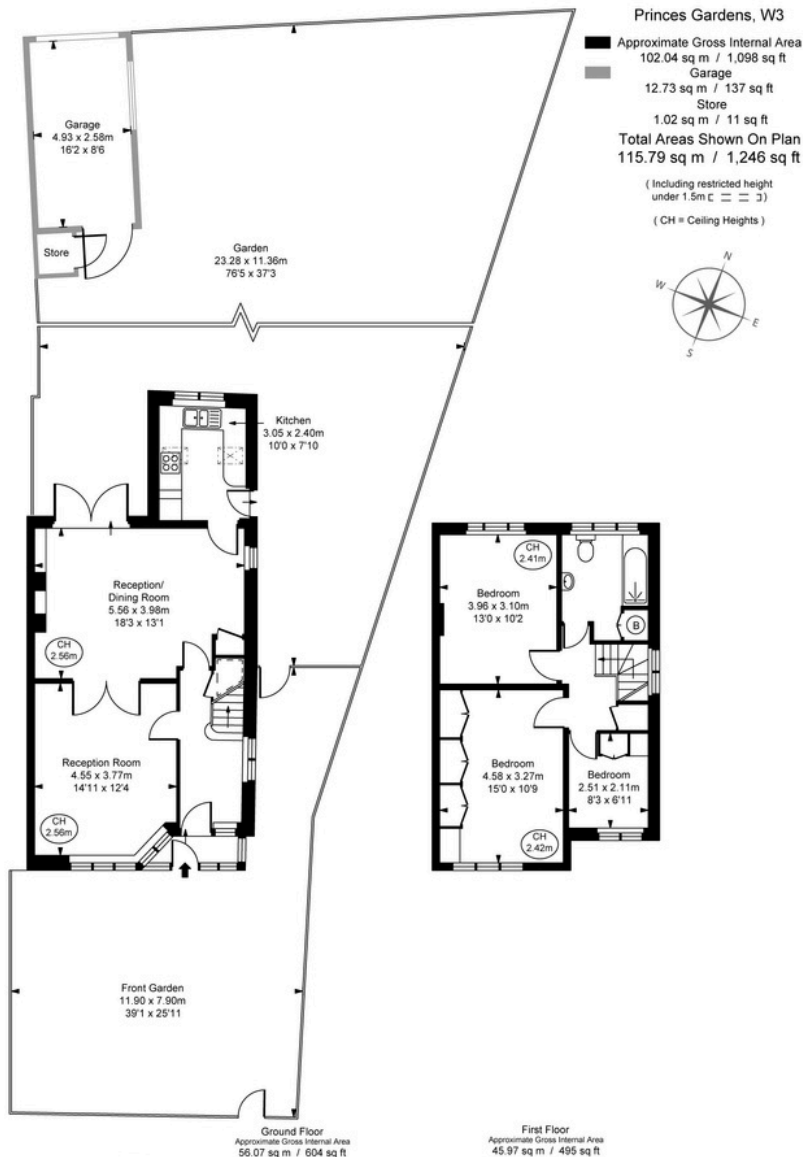 Princes Gardens, W3
Approximate Gross Internal Area
102.04 sq m / 1,098 sq ft
Garage
12.73 sq m / 137 sq ft
Store
1.02 sq m / 11 sq ft
Total Areas Shown On Plan
115.79 sq m / 1,246 sq ft
( Including restricted height
under 1.5m )
( CH = Ceiling Heights )
N
W
E
S
Garage
4.93 x 2.58m
16'2 x 8'6
Store
Garden
23.28 x 11.36m
76'5 x 37'3
Kitchen
3.05 x 2.40m
10'0 x 7'10
Reception/
Dining Room
5.56 x 3.98m
18'3 x 13'1
CH
2.56m
Reception Room
4.55 x 3.77m
14'11 x 12'4
CH
2.56m
Front Garden
11.90 x 7.90m
39'1 x 25'11
Ground Floor
Approximate Gross Internal Area
56.07 sq m / 604 sq ft
CH
2.41m
Bedroom
3.96 x 3.10m
13'0 x 10'2
B
Bedroom
4.58 x 3.27m
15'0 x 10'9
CH
2.42m
Bedroom
2.51 x 2.11m
8'3 x 6'11
First Floor
Approximate Gross Internal Area
45.97 sq m / 495 sq ft